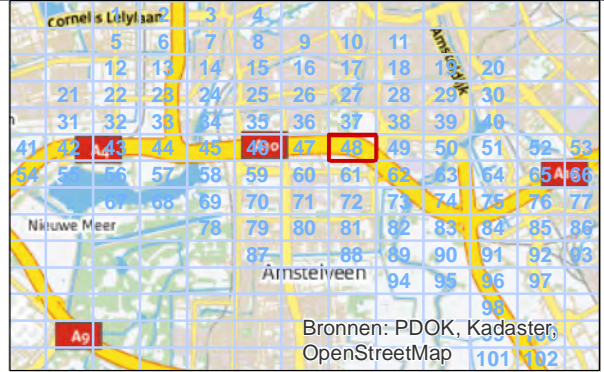 Cornelis Lelylaan 2 3 4
5 6 7 8 9 10 11
Amsteldijk
12 13 14 15 16 17 18 19 20
21 22 23 24 25 26 27 28 29 30
31 32 33 34 35 36 37 38 39 40
41 42 43 44 45 46 47 48 49 50 51 52 53
54 55 56 57 58 59 60 61 62 63 64 65 66
67 68 69 70 71 72 73 74 75 76 77
Nieuwe Meer 78 79 80 81 82 83 84 85 86
87 88 89 90 91 92 93
Amstelveen 94 95 96 97
98
A9 Bronnen: PDOK, Kadaster,
OpenStreetMap 101 102